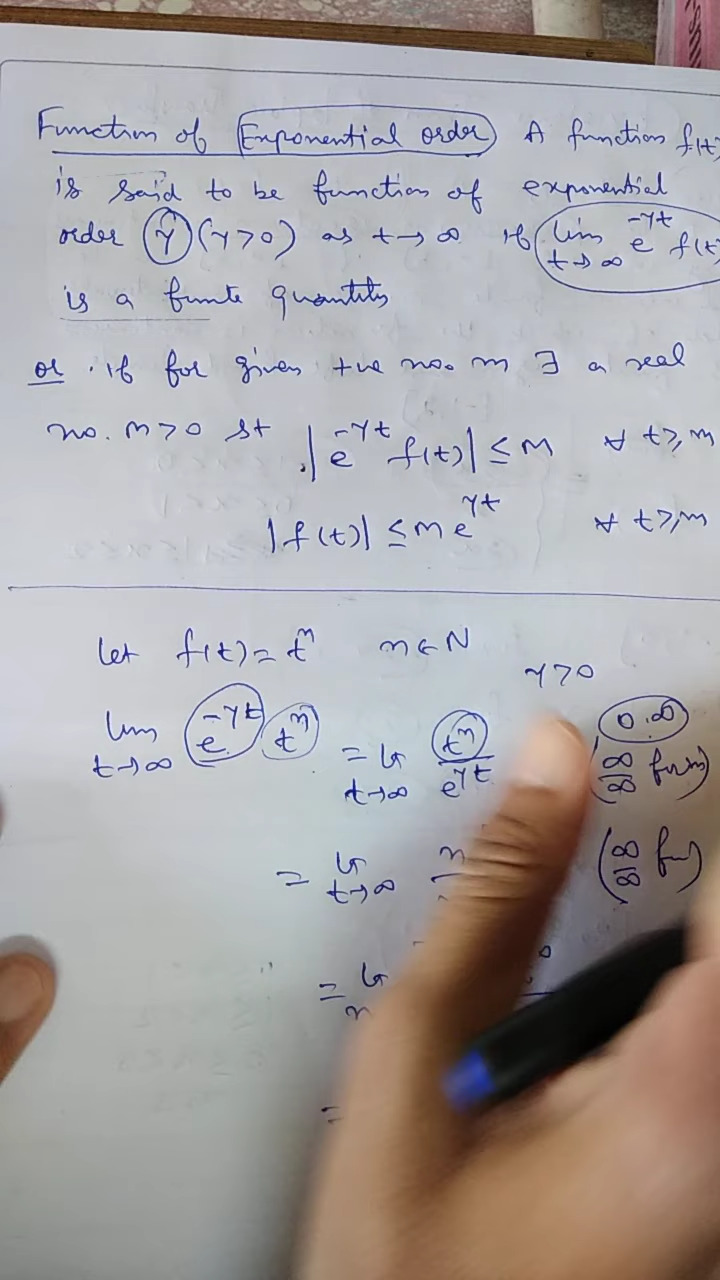 Function of Exponential order A function f(t)
is said to be function of exponential
order γ (γ>0) as t→∞ if lim t→∞ e^{-γt} f(t)
is a finite quantity
or . if for given +ve no. m ∃ a real
no. M>0 st |e^{-γt} f(t)| ≤ M ∀ t≥m
|f(t)| ≤ M e^{γt} ∀ t≥m
let f(t) = t^n n∈N
γ>0
lim t→∞ e^{-γt} t^n = lt t→∞ t^n / e^{γt} (0.∞) (∞/∞ form)
= lt t→∞ n (∞/∞ form)
= lt
=